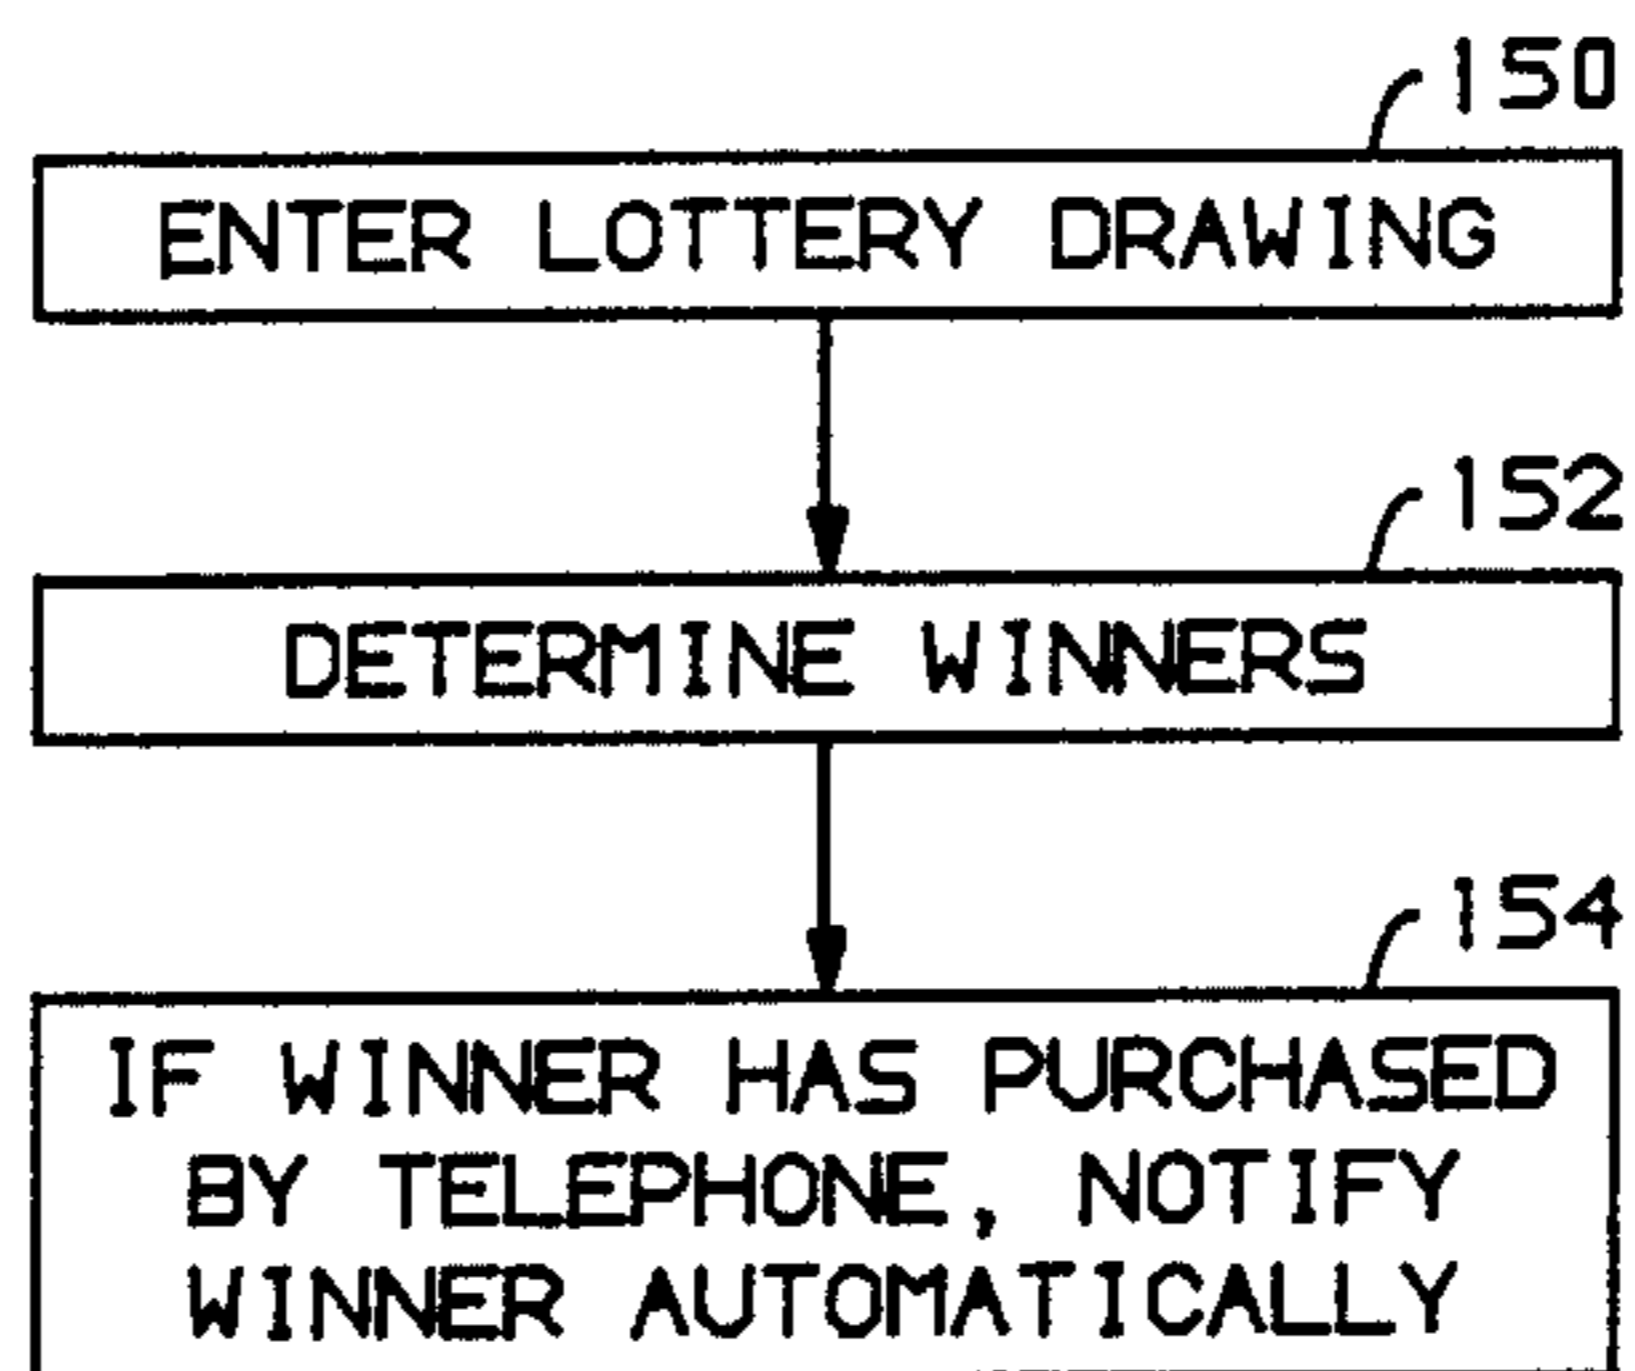 150
ENTER LOTTERY DRAWING
152
DETERMINE WINNERS
154
IF WINNER HAS PURCHASED
BY TELEPHONE, NOTIFY
WINNER AUTOMATICALLY